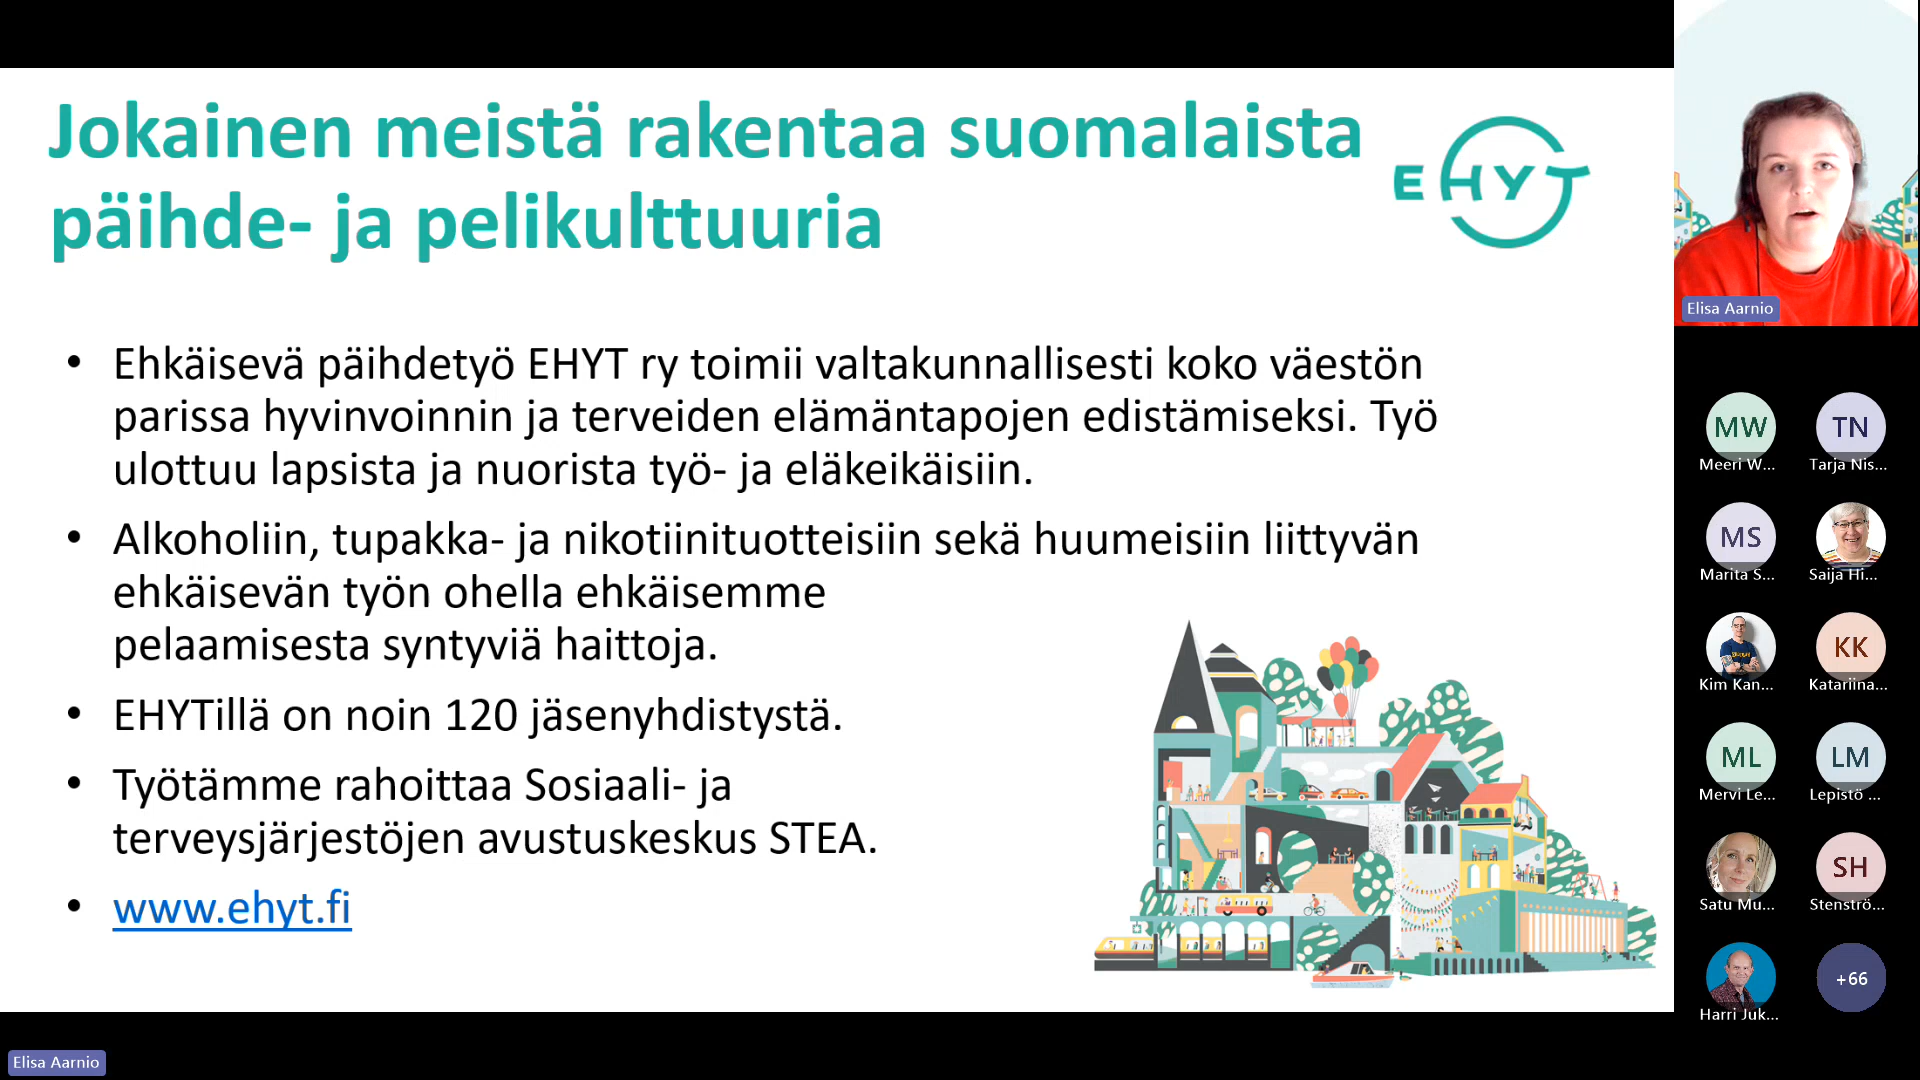 Jokainen meistä rakentaa suomalaista
päihde- ja pelikulttuuria
EHYT
• Ehkäisevä päihdetyö EHYT ry toimii valtakunnallisesti koko väestön
parissa hyvinvoinnin ja terveiden elämäntapojen edistämiseksi. Työ
ulottuu lapsista ja nuorista työ- ja eläkeikäisiin.
• Alkoholiin, tupakka- ja nikotiinituotteisiin sekä huumeisiin liittyvän
ehkäisevän työn ohella ehkäisemme
pelaamisesta syntyviä haittoja.
• EHYTillä on noin 120 jäsenyhdistystä.
• Työtämme rahoittaa Sosiaali- ja
terveysjärjestöjen avustuskeskus STEA.
• www.ehyt.fi
Elisa Aarnio
MW
TN
Meeri W...
Tarja Nis...
MS
Marita S...
Saija Hi...
KK
Kim Kan...
Katariina...
ML
LM
Mervi Le...
Lepistö ...
SH
Satu Mu...
Stenströ...
+66
Harri Juk...
Elisa Aarnio